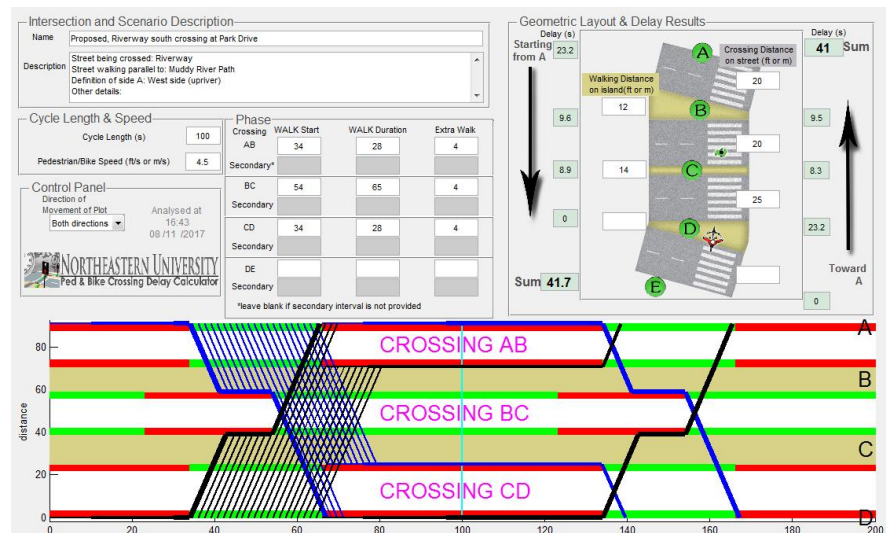 Intersection and Scenario Description
Name Proposed, Riverway south crossing at Park Drive
Description Street being crossed: Riverway
Street walking parallel to: Muddy River Path
Definition of side A: West side (upriver)
Other details:
Cycle Length & Speed
Cycle Length (s) 100
Pedestrian/Bike Speed (ft/s or m/s) 4.5
Control Panel
Direction of
Movement of Plot
Both directions
Analysed at
16:43
08 /11 /2017
NORTHEASTERN UNIVERSITY
Ped & Bike Crossing Delay Calculator
Phase
Crossing WALK Start WALK Duration Extra Walk
AB 34 28 4
Secondary*
BC 54 65 4
Secondary
CD 34 28 4
Secondary
DE
Secondary
*leave blank if secondary interval is not provided
Geometric Layout & Delay Results
Delay (s)
Starting
from A
23.2
9.6
8.9
0
Sum 41.7
Walking Distance
on island(ft or m)
12
14
A
B
C
D
E
Crossing Distance
on street (ft or m)
20
20
25
Delay (s)
41 Sum
9.5
8.3
23.2
Toward
A
0
distance
80
60
40
20
0
CROSSING AB
CROSSING BC
CROSSING CD
A
B
C
D
0 20 40 60 80 100 120 140 160 180 200